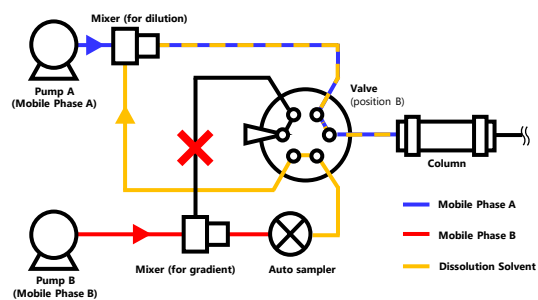 Mixer (for dilution)
Pump A
(Mobile Phase A)
Valve
(position B)
Column
Mobile Phase A
Mobile Phase B
Dissolution Solvent
Pump B
(Mobile Phase B)
Mixer (for gradient)
Auto sampler